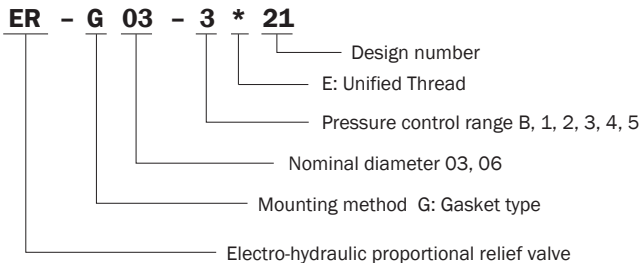 ER – G 03 – 3 * 21
Design number
E: Unified Thread
Pressure control range B, 1, 2, 3, 4, 5
Nominal diameter 03, 06
Mounting method G: Gasket type
Electro-hydraulic proportional relief valve